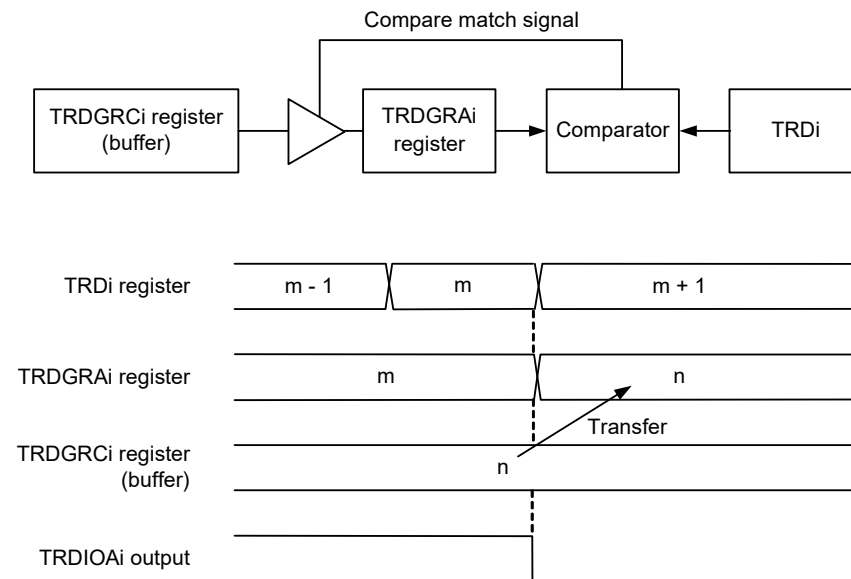 Compare match signal
TRDGRCi register
(buffer)
TRDGRAi
register
Comparator
TRDi
TRDi register
m - 1
m
m + 1
TRDGRAi register
m
n
Transfer
TRDGRCi register
(buffer)
n
TRDIOAi output